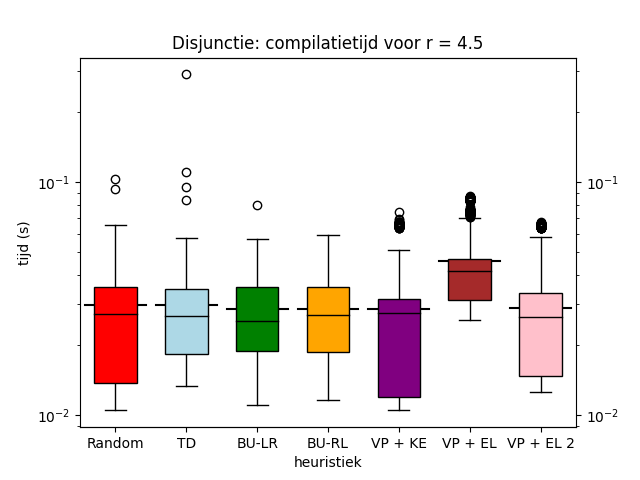 Disjunctie: compilatietijd voor r = 4.5
tijd (s)
10⁻¹ 10⁻¹
10⁻² 10⁻²
Random TD BU-LR BU-RL VP + KE VP + EL VP + EL 2
heuristiek